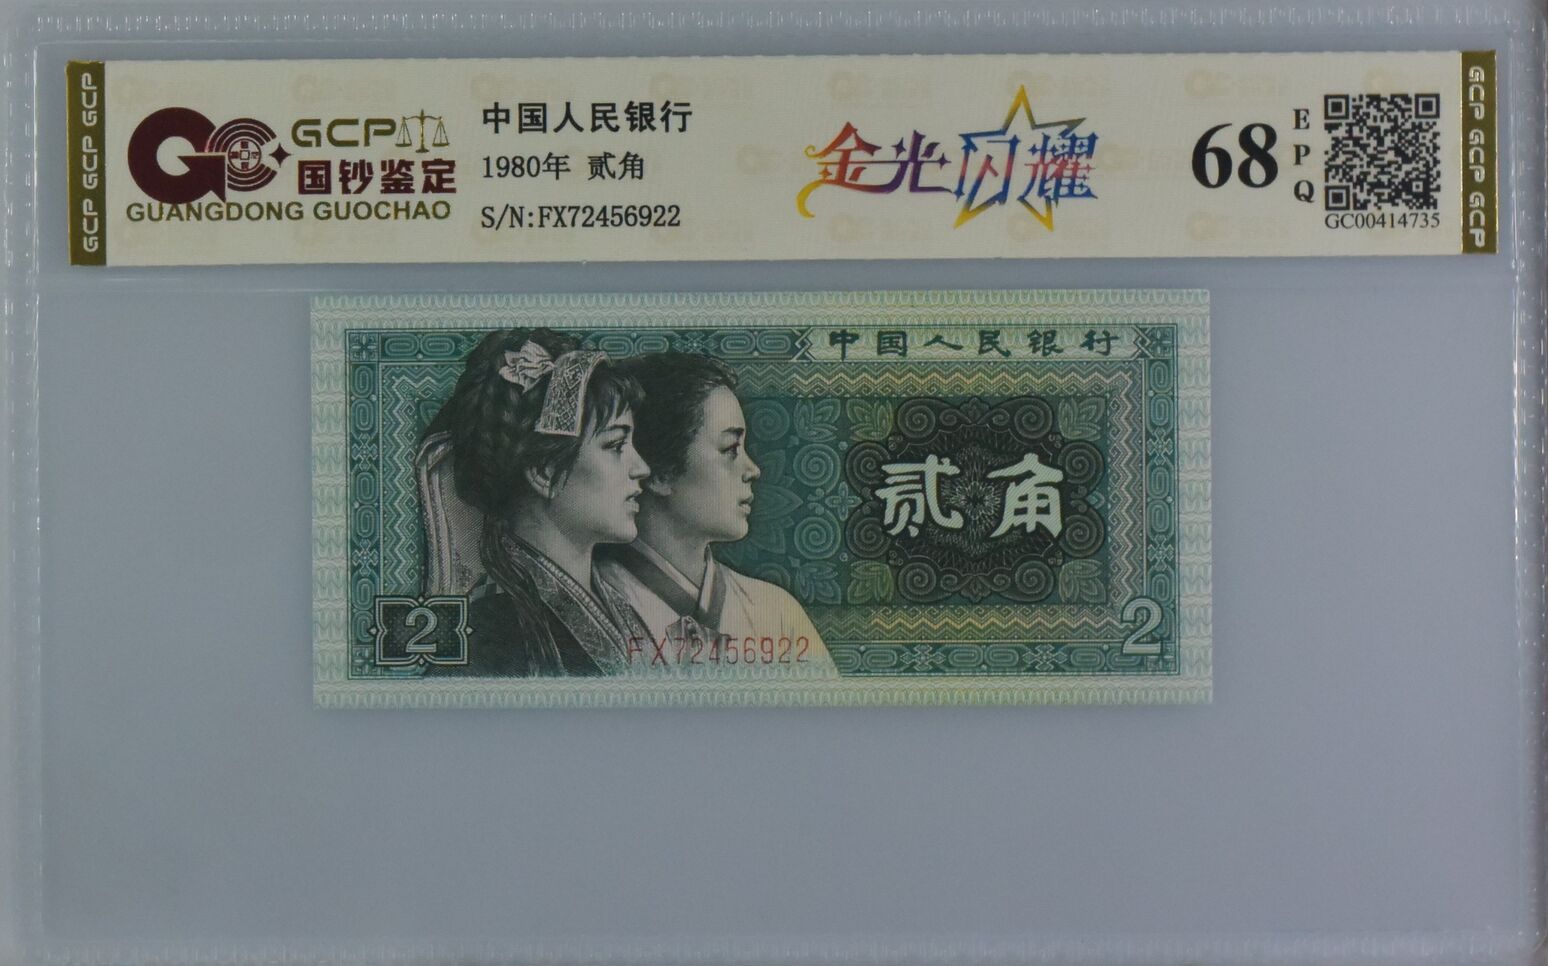 GCP GCP GCP
GCP
国钞鉴定
GUANGDONG GUOCHAO
中国人民银行
1980年 贰角
S/N:FX72456922
金光闪耀
68
EPQ
GC00414735
GCP GCP GCP
中国人民银行
贰角
2
2
FX72456922